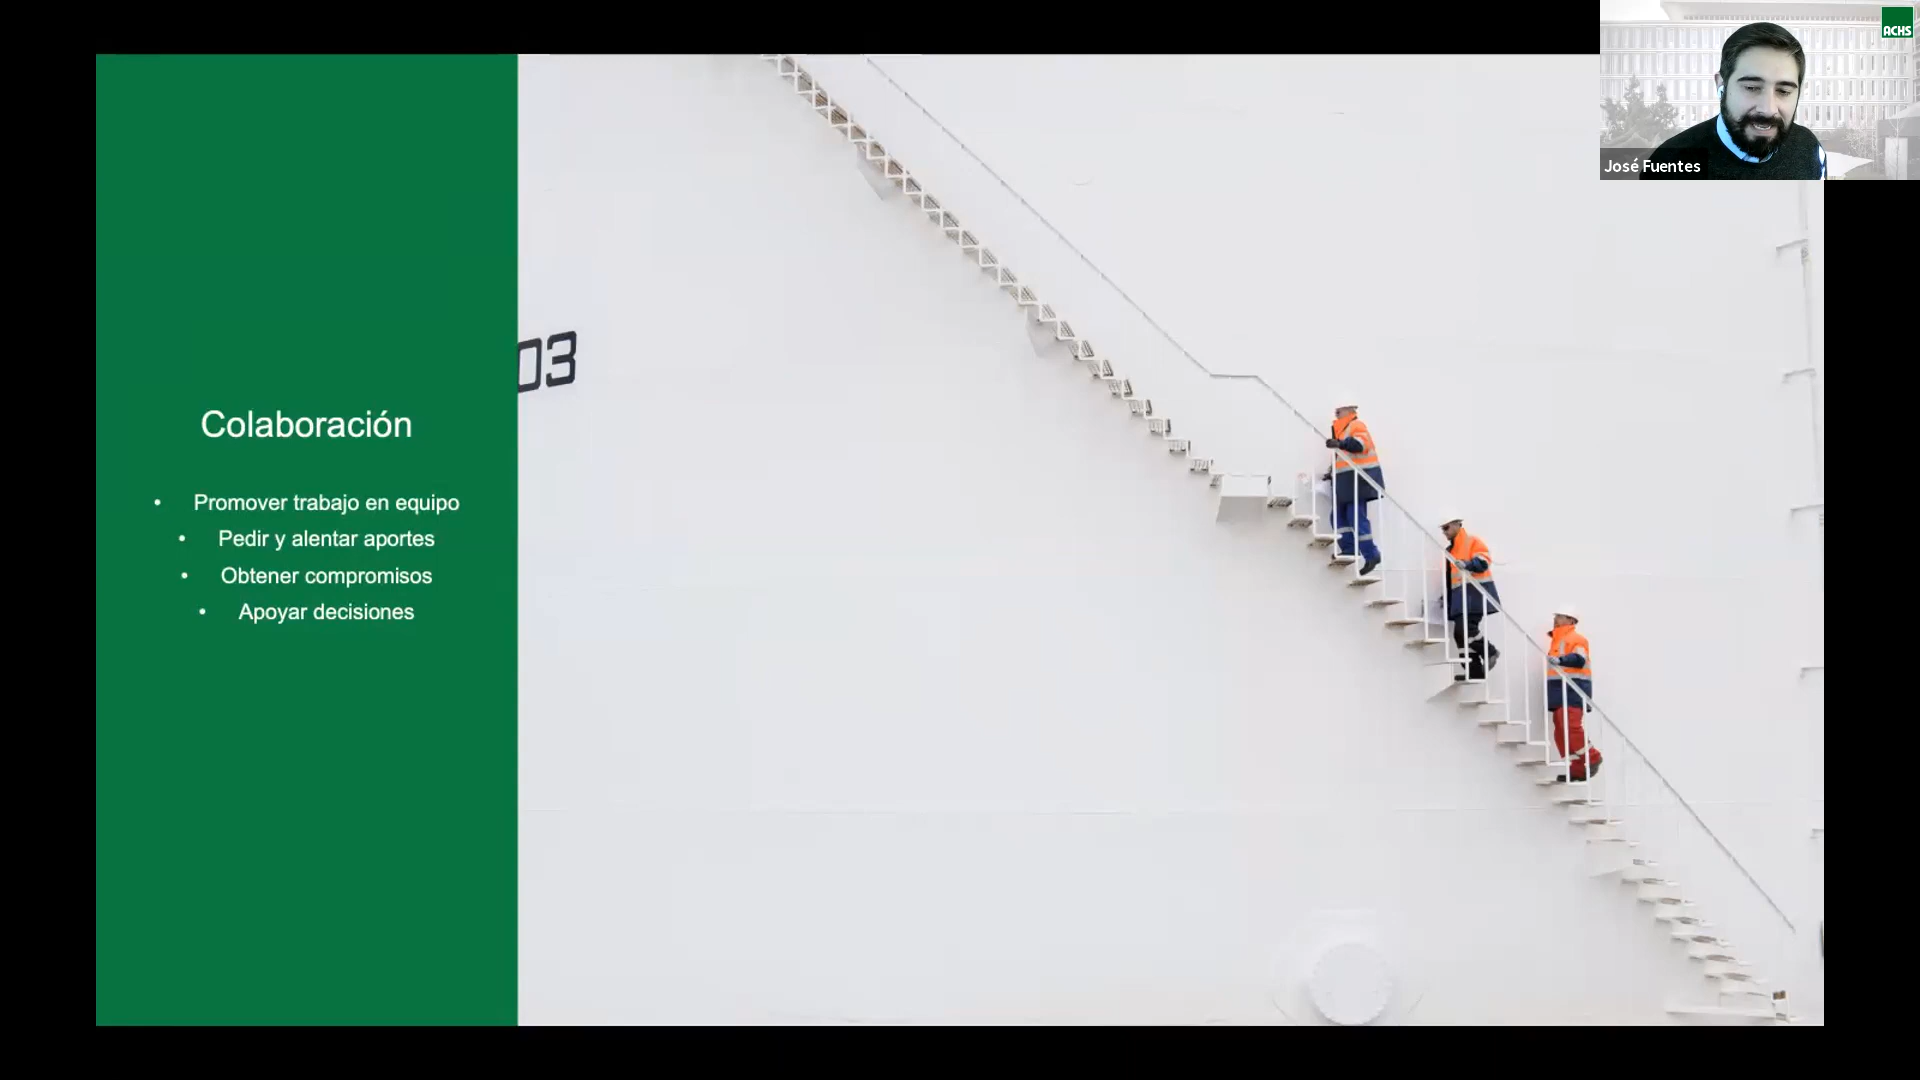 ACHS
José Fuentes
03
Colaboración
• Promover trabajo en equipo
• Pedir y alentar aportes
• Obtener compromisos
• Apoyar decisiones